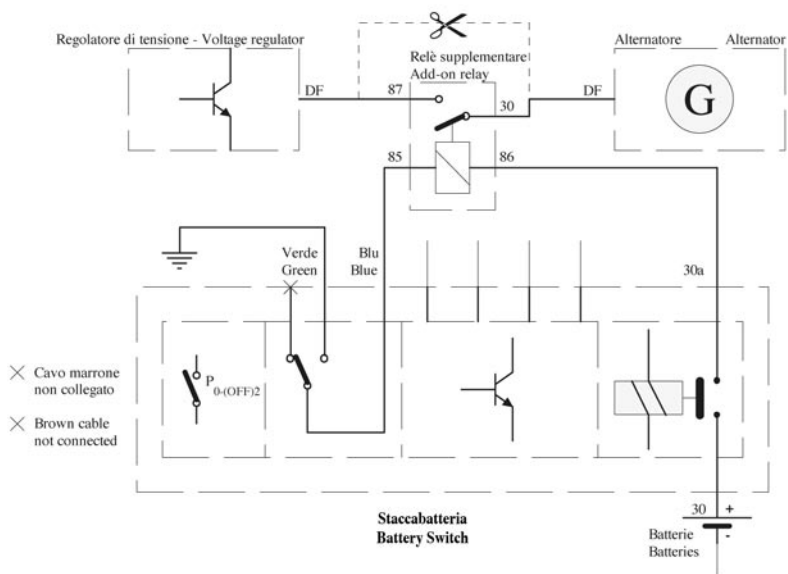 Regolatore di tensione - Voltage regulator
Relè supplementare
Add-on relay
Alternatore Alternator
DF
87
30
DF
G
85
86
Verde
Green
Blu
Blue
30a
P0-(OFF)2
Cavo marrone
non collegato
Brown cable
not connected
Staccabatteria
Battery Switch
30 +
-
Batterie
Batteries